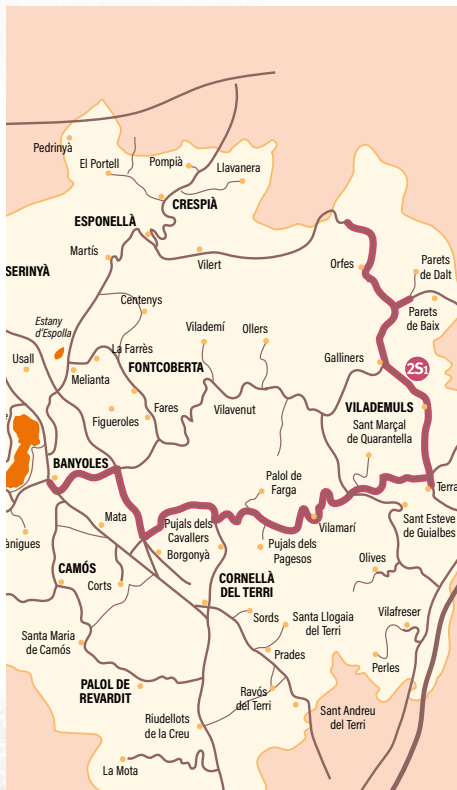 Pedrinyà
El Portell
Pompià
Llavanera
CRESPIÀ
ESPONELLÀ
Martís
Vilert
Orfes
Parets
de Dalt
SERINYÀ
Centenys
Parets
de Baix
Estany
d'Espolla
Vilademí
Ollers
La Farrès
Galliners
Usall
FONTCOBERTA
2S1
Melianta
Figueroles
Fares
Vilavenut
VILADEMULS
Sant Marçal
de Quarantella
BANYOLES
Palol de
Farga
Terra
Mata
Pujals dels
Cavallers
Vilamarí
Sant Esteve
de Guialbes
ànigues
Borgonyà
Pujals dels
Pagesos
Olives
CAMÓS
Corts
CORNELLÀ
DEL TERRI
Sords
Santa Llogaia
del Terri
Vilafreser
Santa Maria
de Camós
Prades
Perles
PALOL DE
REVARDIT
Ravós
del Terri
Sant Andreu
del Terri
Riudellots
de la Creu
La Mota